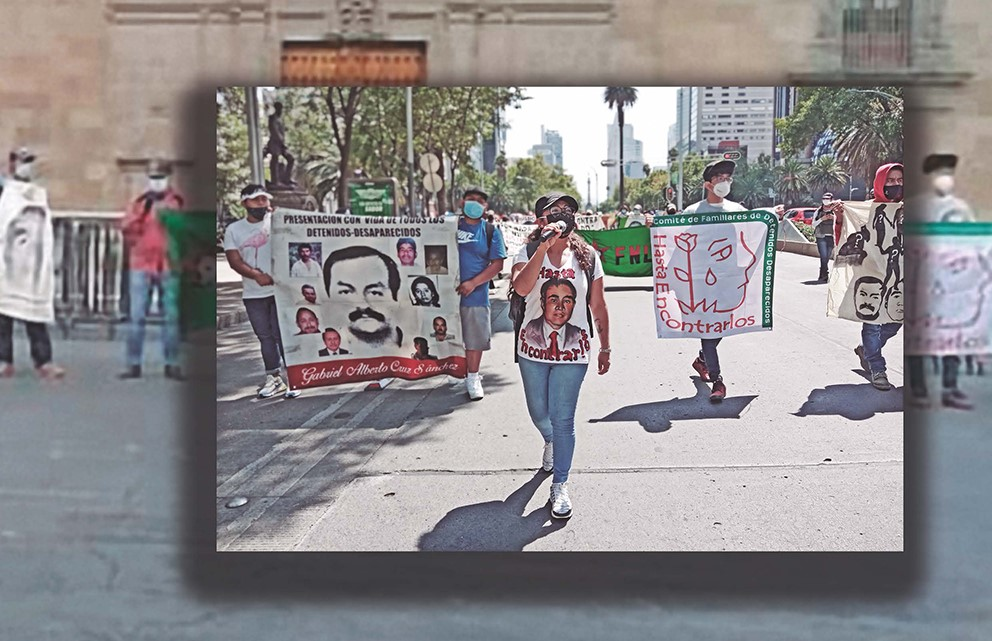 PRESENTACION CON VIDA DE TODOS LOS
DETENIDOS-DESAPARECIDOS
Gabriel Alberto Cruz Sánchez
HASTA
Encontrarlos
FNL
Comité de Familiares de Detenidos Desaparecidos
Hasta Encontrarlos
Encontrarlos